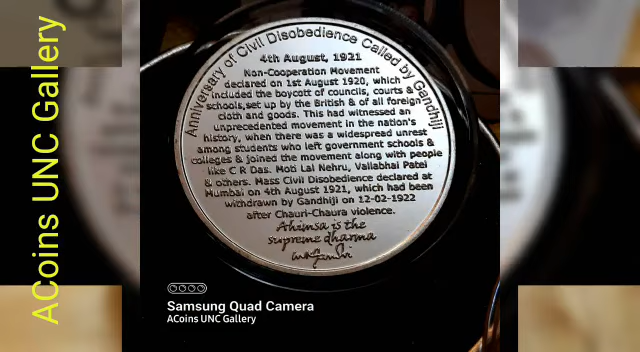 ACoins UNC Gallery
Anniversary of Civil Disobedience Called by Gandhiji
4th August, 1921
Non-Cooperation Movement
declared on 1st August 1920, which
included the boycott of councils, courts &
schools,set up by the British & of all foreign
cloth and goods. This had witnessed an
unprecedented movement in the nation's
history, when there was a widespread unrest
among students who left government schools &
colleges & joined the movement along with people
like C R Das. Moti Lal Nehru, Vallabhai Patel
& others. Mass Civil Disobedience declared at
Mumbai on 4th August 1921, which had been
withdrawn by Gandhiji on 12-02-1922
after Chauri-Chaura violence.
Ahimsa is the
supreme dharma
Samsung Quad Camera
ACoins UNC Gallery